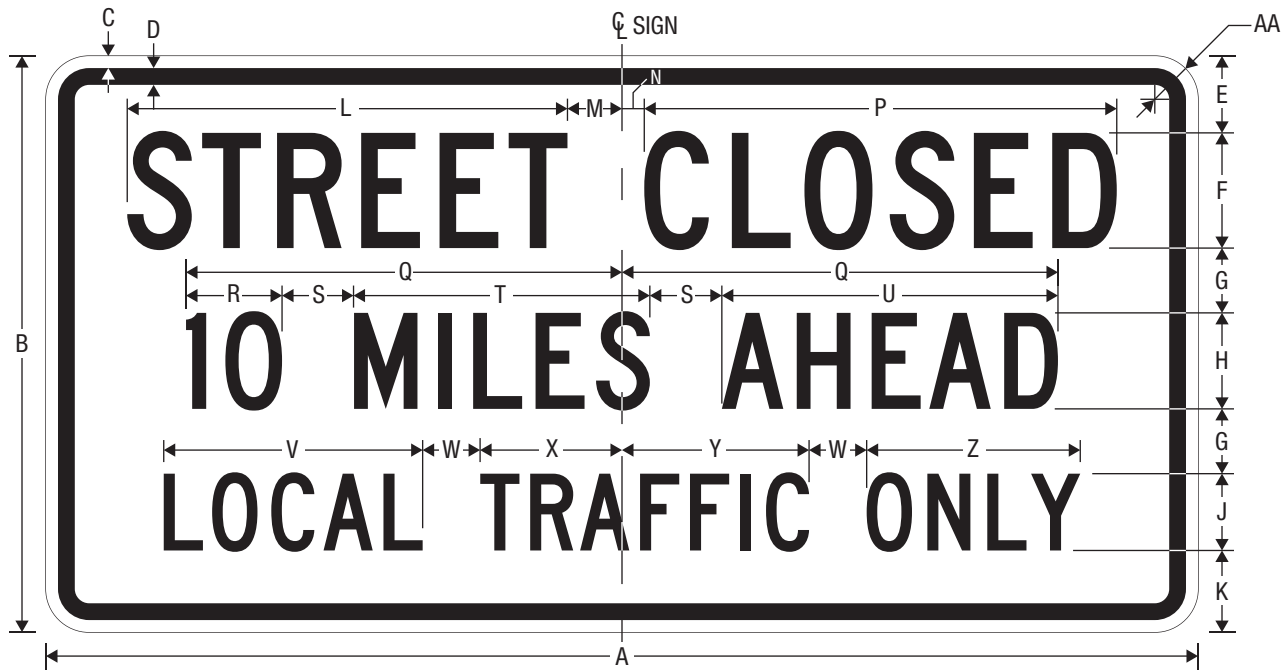 C
D
℄ SIGN
AA
N
L
M
P
E
STREET CLOSED
F
Q
Q
G
R
S
T
S
U
B
10 MILES AHEAD
H
V
W
X
Y
W
Z
G
LOCAL TRAFFIC ONLY
J
K
A